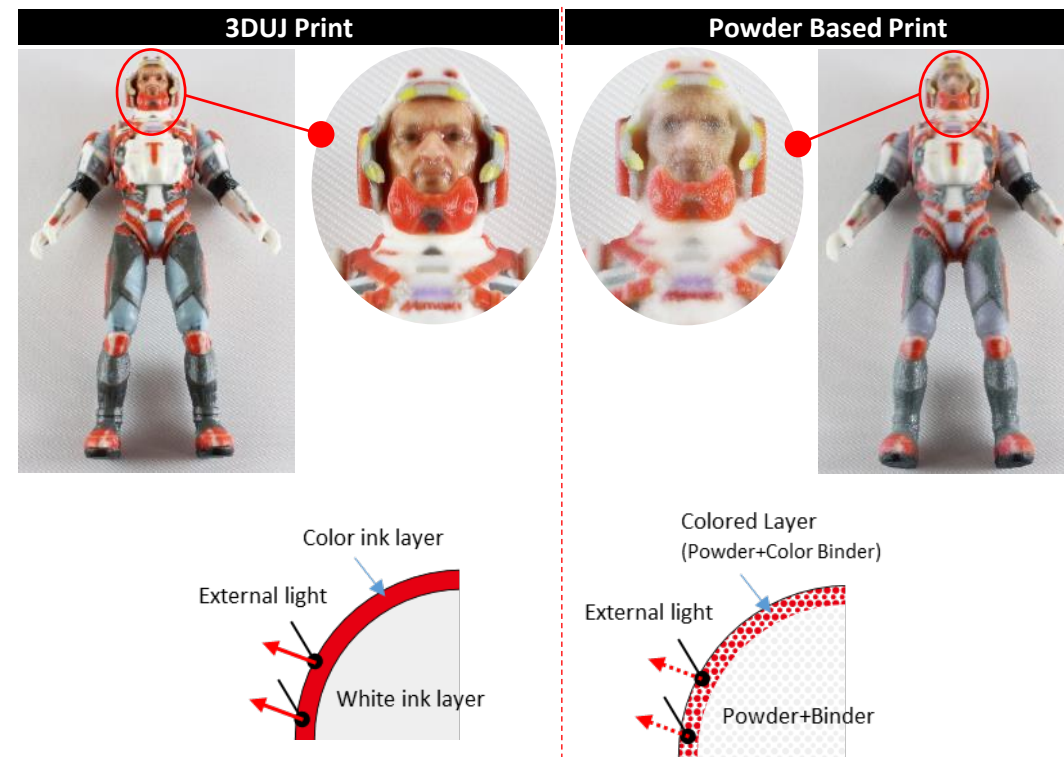 3DUJ Print
Powder Based Print
T
T
Color ink layer
External light
White ink layer
Colored Layer
(Powder+Color Binder)
External light
Powder+Binder